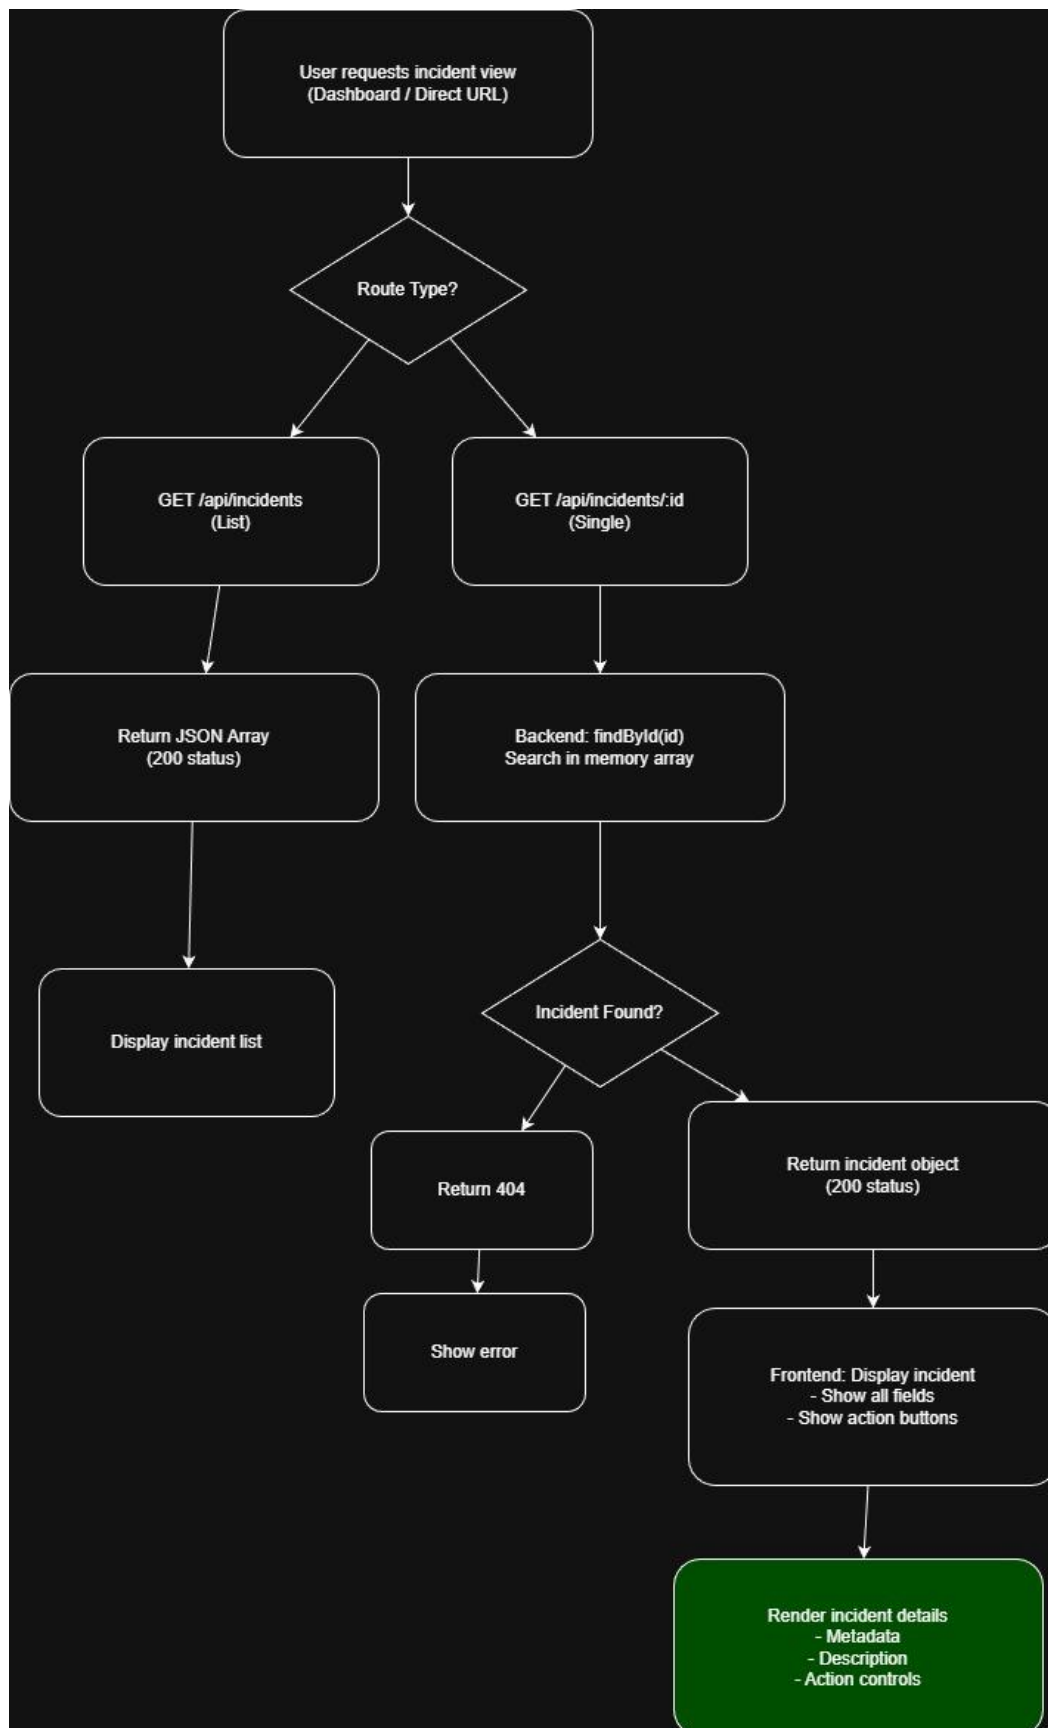 User requests incident view
(Dashboard / Direct URL)
Route Type?
GET /api/incidents
(List)
GET /api/incidents/:id
(Single)
Return JSON Array
(200 status)
Backend: findById(id)
Search in memory array
Display incident list
Incident Found?
Return 404
Return incident object
(200 status)
Show error
Frontend: Display incident
- Show all fields
- Show action buttons
Render incident details
- Metadata
- Description
- Action controls